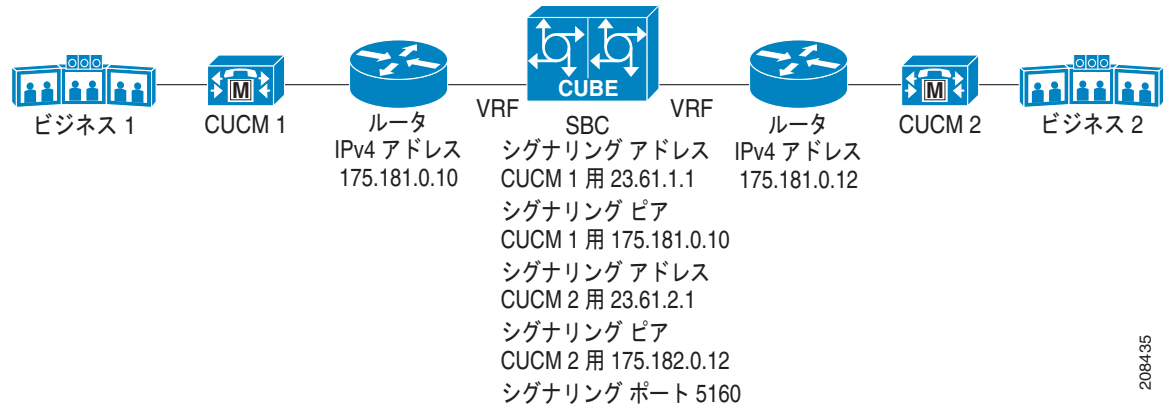 CUBE
M
M
VRF
VRF
ビジネス 1
CUCM 1
ルータ
IPv4 アドレス
175.181.0.10
SBC
シグナリング アドレス
CUCM 1 用 23.61.1.1
シグナリング ピア
CUCM 1 用 175.181.0.10
シグナリング アドレス
CUCM 2 用 23.61.2.1
シグナリング ピア
CUCM 2 用 175.182.0.12
シグナリング ポート 5160
ルータ
IPv4 アドレス
175.181.0.12
CUCM 2
ビジネス 2
208435